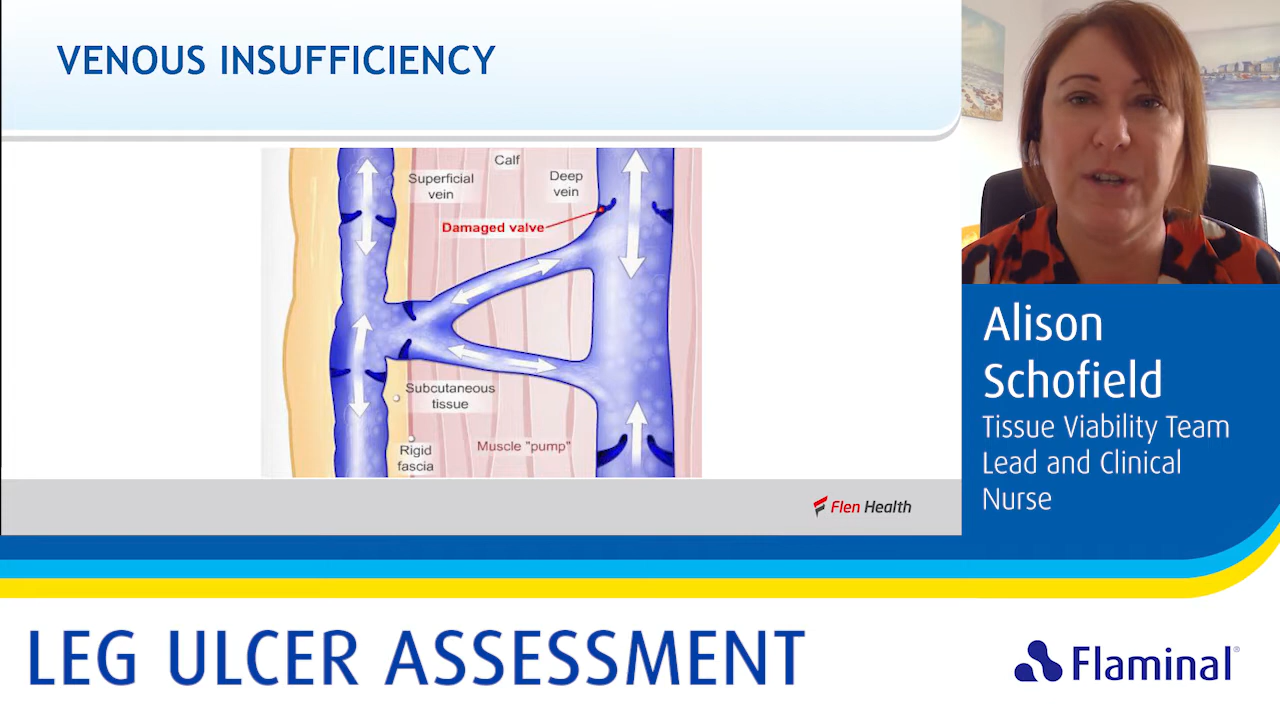 VENOUS INSUFFICIENCY
Calf
Superficial
vein
Deep
vein
Damaged valve
Subcutaneous
tissue
Rigid
fascia
Muscle "pump"
Flen Health
Alison
Schofield
Tissue Viability Team
Lead and Clinical
Nurse
LEG ULCER ASSESSMENT
Flaminal®